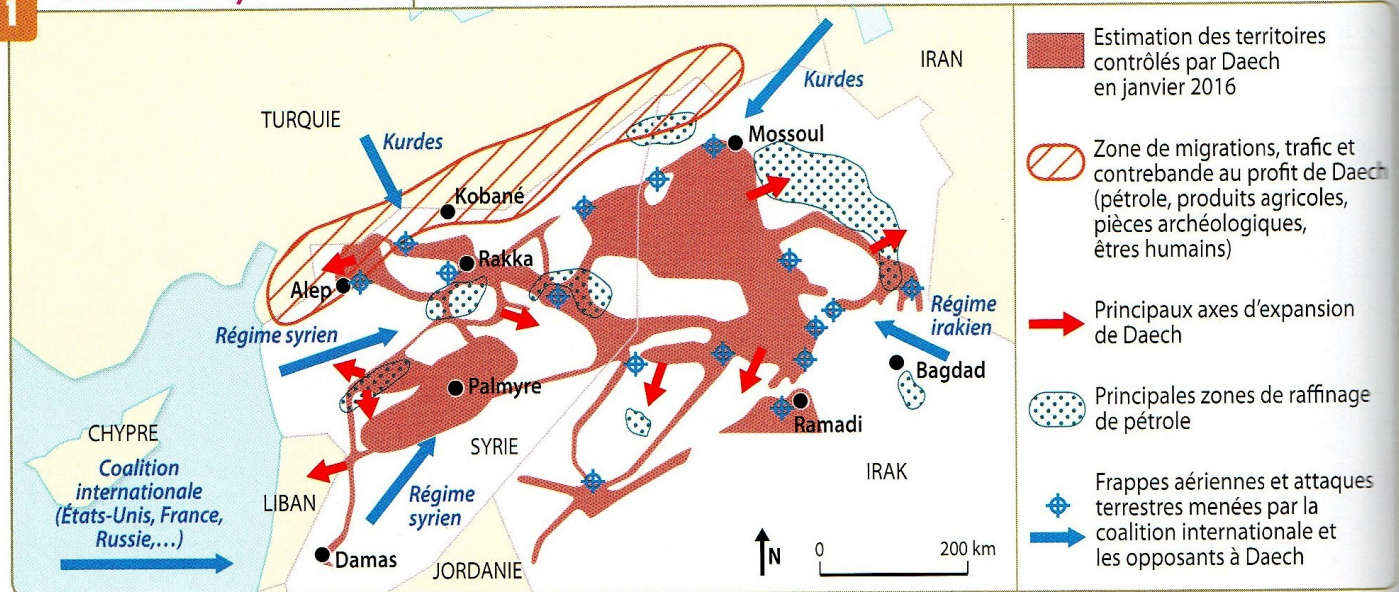 1
TURQUIE
IRAN
Kurdes
Kurdes
Mossoul
Kobané
Rakka
Alep
Régime syrien
Régime
irakien
Bagdad
Palmyre
Ramadi
CHYPRE
SYRIE
IRAK
Coalition
internationale
(États-Unis, France,
Russie,...)
LIBAN
Régime
syrien
Damas
JORDANIE
N
0
200 km
Estimation des territoires
contrôlés par Daech
en janvier 2016
Zone de migrations, trafic et
contrebande au profit de Daech
(pétrole, produits agricoles,
pièces archéologiques,
êtres humains)
Principaux axes d'expansion
de Daech
Principales zones de raffinage
de pétrole
Frappes aériennes et attaques
terrestres menées par la
coalition internationale et
les opposants à Daech